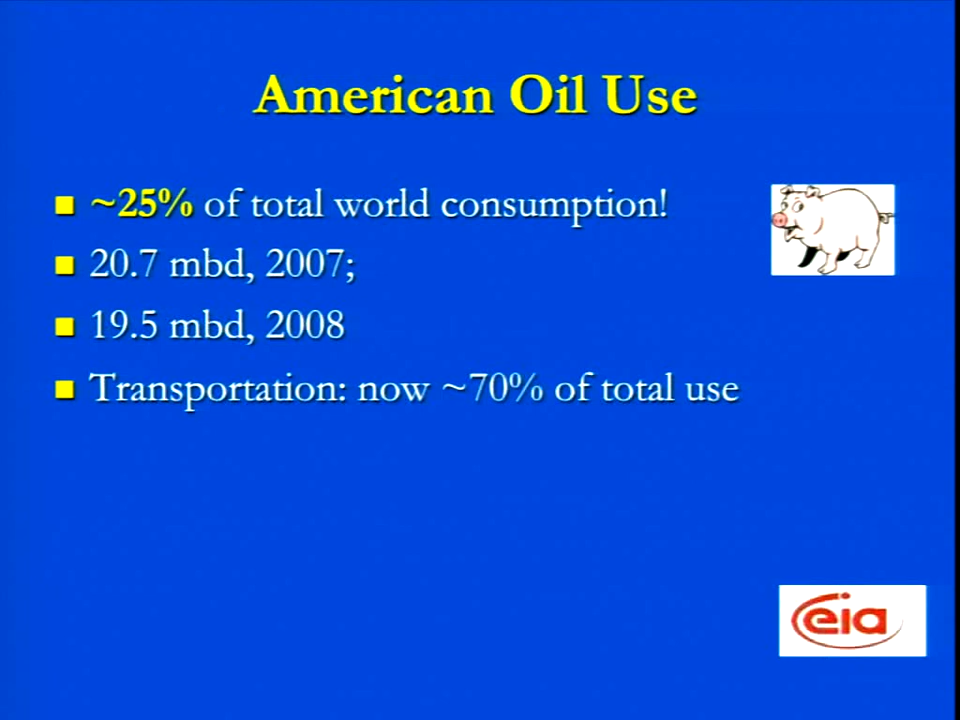 American Oil Use
~25% of total world consumption!
20.7 mbd, 2007;
19.5 mbd, 2008
Transportation: now ~70% of total use
eia